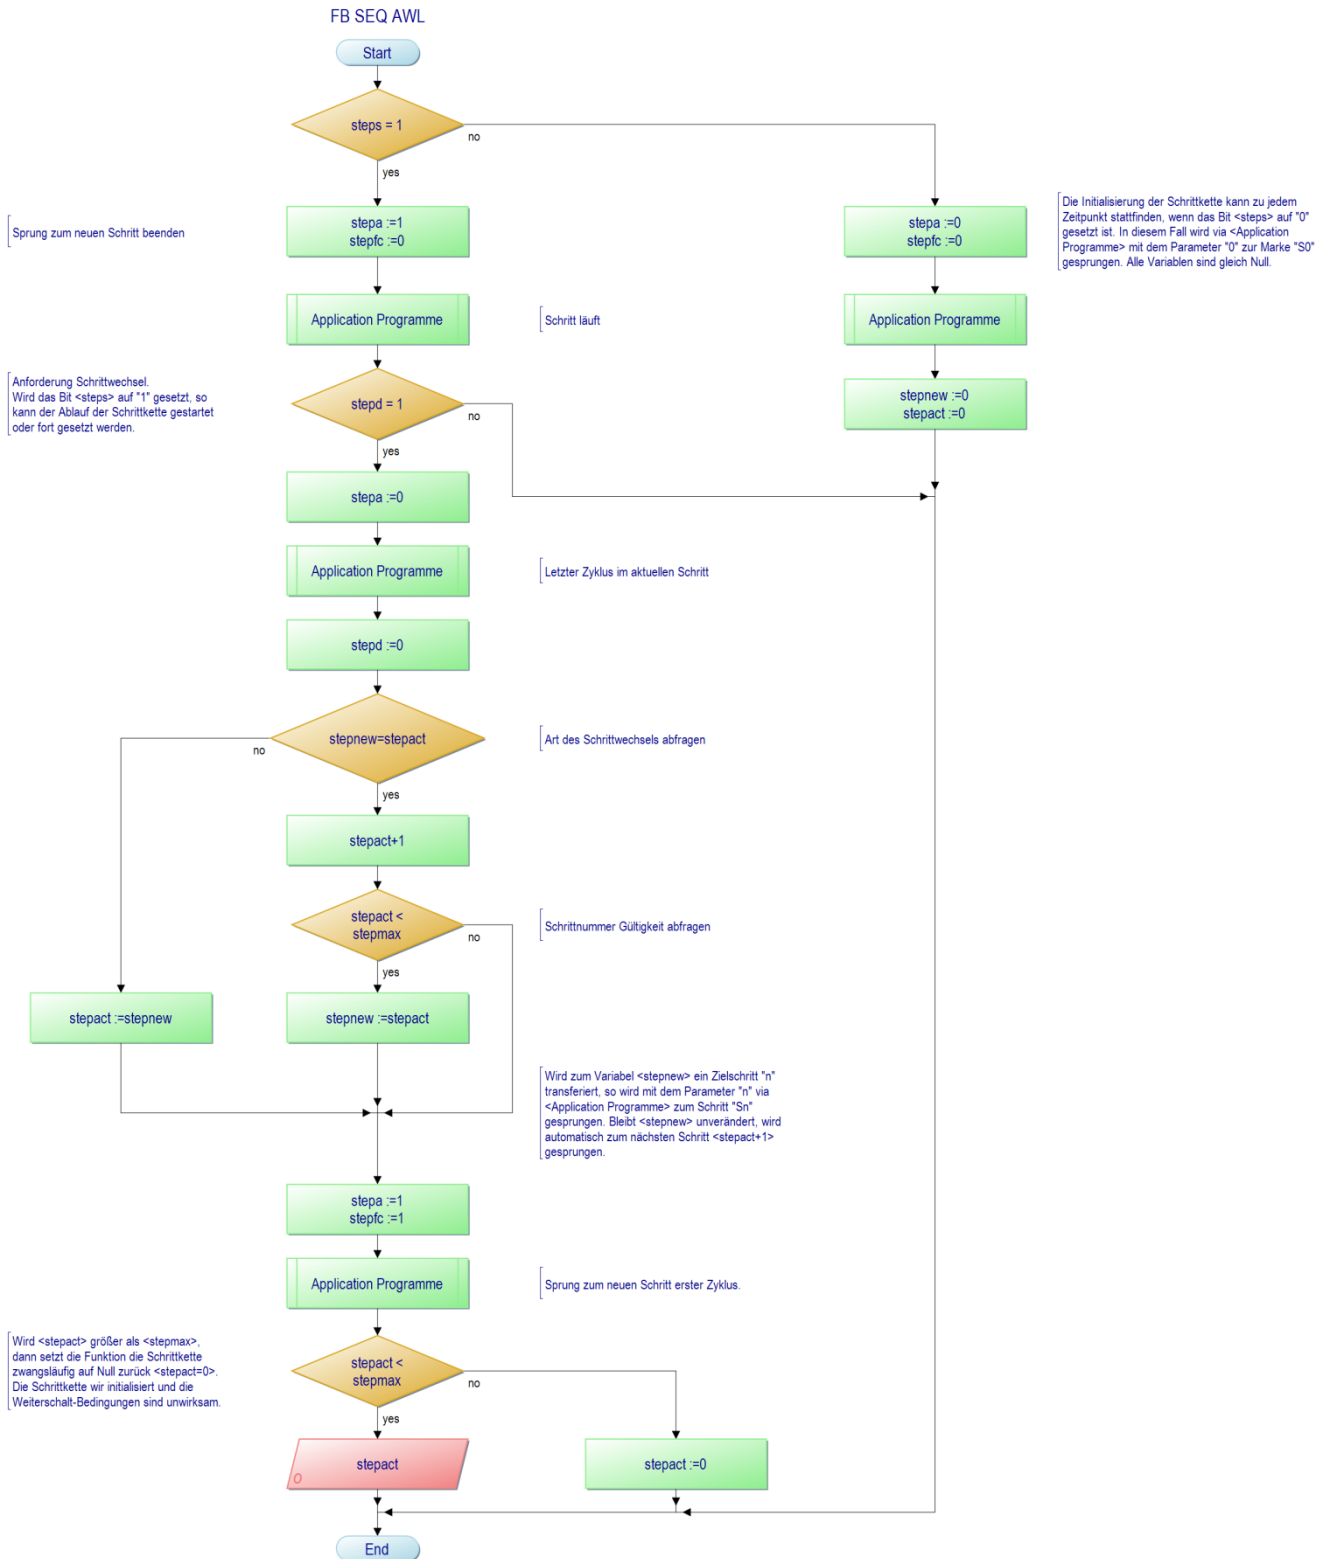 FB SEQ AWL
Start
steps = 1
no
yes
Sprung zum neuen Schritt beenden
stepa :=1
stepfc :=0
stepa :=0
stepfc :=0
Die Initialisierung der Schrittkette kann zu jedem
Zeitpunkt stattfinden, wenn das Bit <steps> auf "0"
gesetzt ist. In diesem Fall wird via <Application
Programme> mit dem Parameter "0" zur Marke "S0"
gesprungen. Alle Variablen sind gleich Null.
Application Programme
Schritt läuft
Application Programme
Anforderung Schrittwechsel.
Wird das Bit <steps> auf "1" gesetzt, so
kann der Ablauf der Schrittkette gestartet
oder fort gesetzt werden.
stepd = 1
no
yes
stepnew :=0
stepact :=0
stepa :=0
Application Programme
Letzter Zyklus im aktuellen Schritt
stepd :=0
stepnew=stepact
no
yes
Art des Schrittwechsels abfragen
stepact+1
stepact <
stepmax
no
yes
Schrittnummer Gültigkeit abfragen
stepact :=stepnew
stepnew :=stepact
Wird zum Variabel <stepnew> ein Zielschritt "n"
transferiert, so wird mit dem Parameter "n" via
<Application Programme> zum Schritt "Sn"
gesprungen. Bleibt <stepnew> unverändert, wird
automatisch zum nächsten Schritt <stepact+1>
gesprungen.
stepa :=1
stepfc :=1
Application Programme
Sprung zum neuen Schritt erster Zyklus.
Wird <stepact> größer als <stepmax>,
dann setzt die Funktion die Schrittkette
zwangsläufig auf Null zurück <stepact=0>.
Die Schrittkette wir initialisiert und die
Weiterschalt-Bedingungen sind unwirksam.
stepact <
stepmax
no
yes
stepact
O
stepact :=0
End